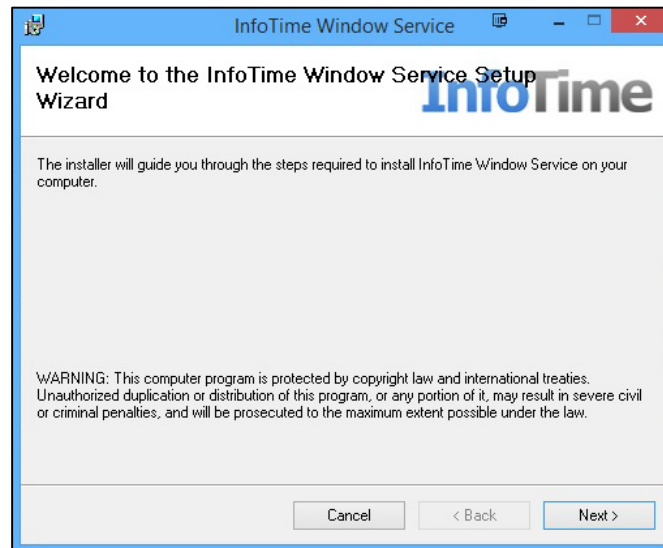 InfoTime Window Service
Welcome to the InfoTime Window Service Setup
Wizard
InfoTime
The installer will guide you through the steps required to install InfoTime Window Service on your
computer.
WARNING: This computer program is protected by copyright law and international treaties.
Unauthorized duplication or distribution of this program, or any portion of it, may result in severe civil
or criminal penalties, and will be prosecuted to the maximum extent possible under the law.
Cancel
< Back
Next >